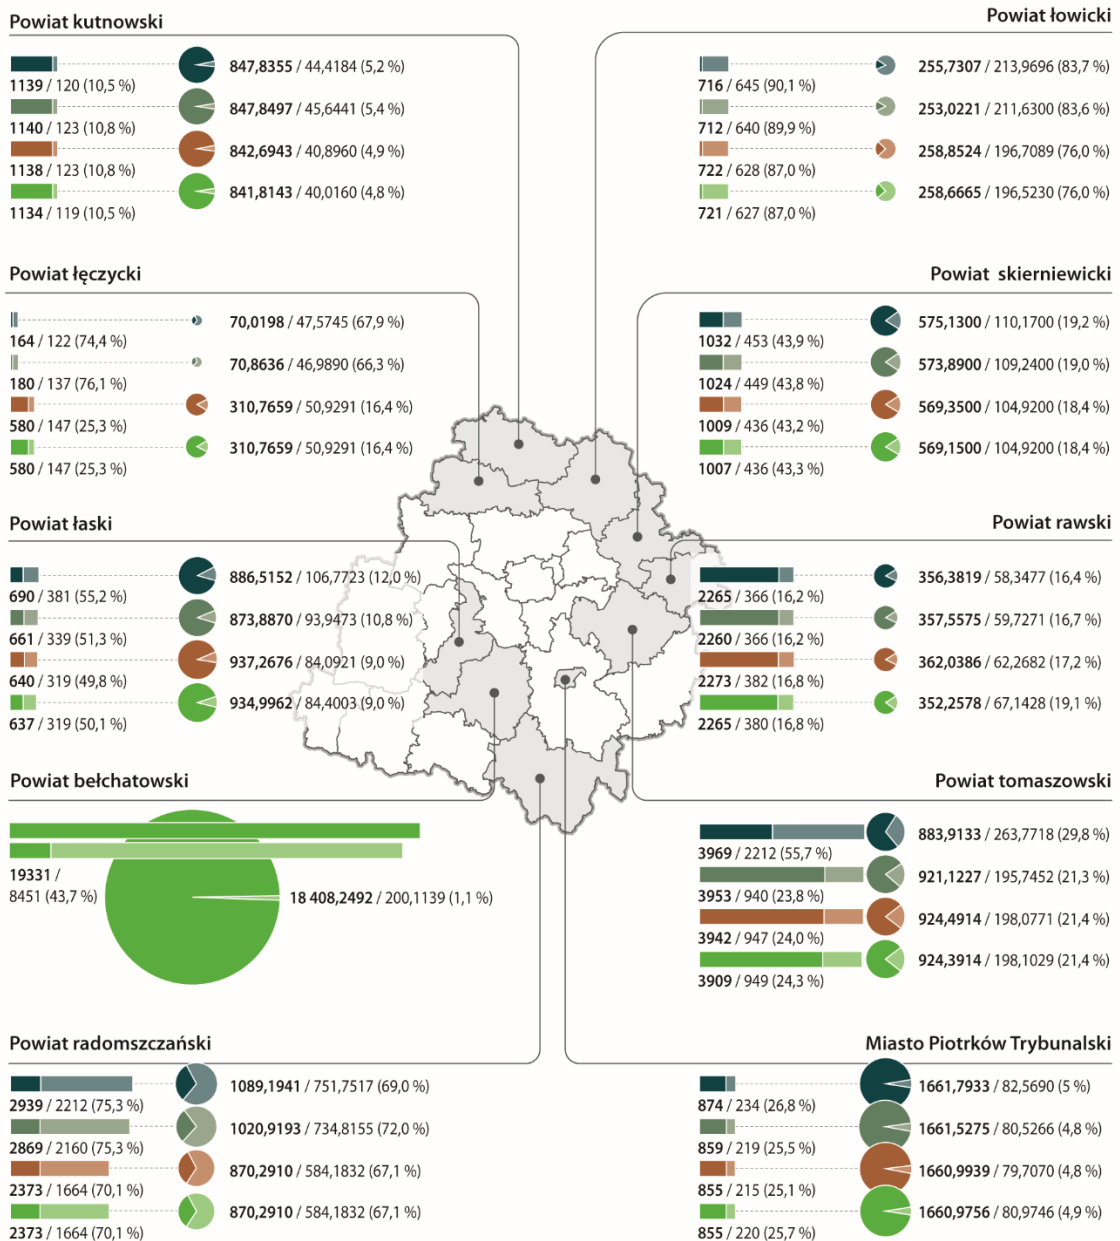 Powiat kutnowski
847,8355 / 44,4184 (5,2 %)
1139 / 120 (10,5 %)
847,8497 / 45,6441 (5,4 %)
1140 / 123 (10,8 %)
842,6943 / 40,8960 (4,9 %)
1138 / 123 (10,8 %)
841,8143 / 40,0160 (4,8 %)
1134 / 119 (10,5 %)
Powiat łowicki
255,7307 / 213,9696 (83,7 %)
716 / 645 (90,1 %)
253,0221 / 211,6300 (83,6 %)
712 / 640 (89,9 %)
258,8524 / 196,7089 (76,0 %)
722 / 628 (87,0 %)
258,6665 / 196,5230 (76,0 %)
721 / 627 (87,0 %)
Powiat łęczycki
70,0198 / 47,5745 (67,9 %)
164 / 122 (74,4 %)
70,8636 / 46,9890 (66,3 %)
180 / 137 (76,1 %)
310,7659 / 50,9291 (16,4 %)
580 / 147 (25,3 %)
310,7659 / 50,9291 (16,4 %)
580 / 147 (25,3 %)
Powiat skierniewicki
575,1300 / 110,1700 (19,2 %)
1032 / 453 (43,9 %)
573,8900 / 109,2400 (19,0 %)
1024 / 449 (43,8 %)
569,3500 / 104,9200 (18,4 %)
1009 / 436 (43,2 %)
569,1500 / 104,9200 (18,4 %)
1007 / 436 (43,3 %)
Powiat łaski
886,5152 / 106,7723 (12,0 %)
690 / 381 (55,2 %)
873,8870 / 93,9473 (10,8 %)
661 / 339 (51,3 %)
937,2676 / 84,0921 (9,0 %)
640 / 319 (49,8 %)
934,9962 / 84,4003 (9,0 %)
637 / 319 (50,1 %)
Powiat rawski
356,3819 / 58,3477 (16,4 %)
2265 / 366 (16,2 %)
357,5575 / 59,7271 (16,7 %)
2260 / 366 (16,2 %)
362,0386 / 62,2682 (17,2 %)
2273 / 382 (16,8 %)
352,2578 / 67,1428 (19,1 %)
2265 / 380 (16,8 %)
Powiat bełchatowski
19331 /
8451 (43,7 %)
18 408,2492 / 200,1139 (1,1 %)
Powiat tomaszowski
883,9133 / 263,7718 (29,8 %)
3969 / 2212 (55,7 %)
921,1227 / 195,7452 (21,3 %)
3953 / 940 (23,8 %)
924,4914 / 198,0771 (21,4 %)
3942 / 947 (24,0 %)
924,3914 / 198,1029 (21,4 %)
3909 / 949 (24,3 %)
Powiat radomszczański
1089,1941 / 751,7517 (69,0 %)
2939 / 2212 (75,3 %)
1020,9193 / 734,8155 (72,0 %)
2869 / 2160 (75,3 %)
870,2910 / 584,1832 (67,1 %)
2373 / 1664 (70,1 %)
870,2910 / 584,1832 (67,1 %)
2373 / 1664 (70,1 %)
Miasto Piotrków Trybunalski
1661,7933 / 82,5690 (5 %)
874 / 234 (26,8 %)
1661,5275 / 80,5266 (4,8 %)
859 / 219 (25,5 %)
1660,9939 / 79,7070 (4,8 %)
855 / 215 (25,1 %)
1660,9756 / 80,9746 (4,9 %)
855 / 220 (25,7 %)